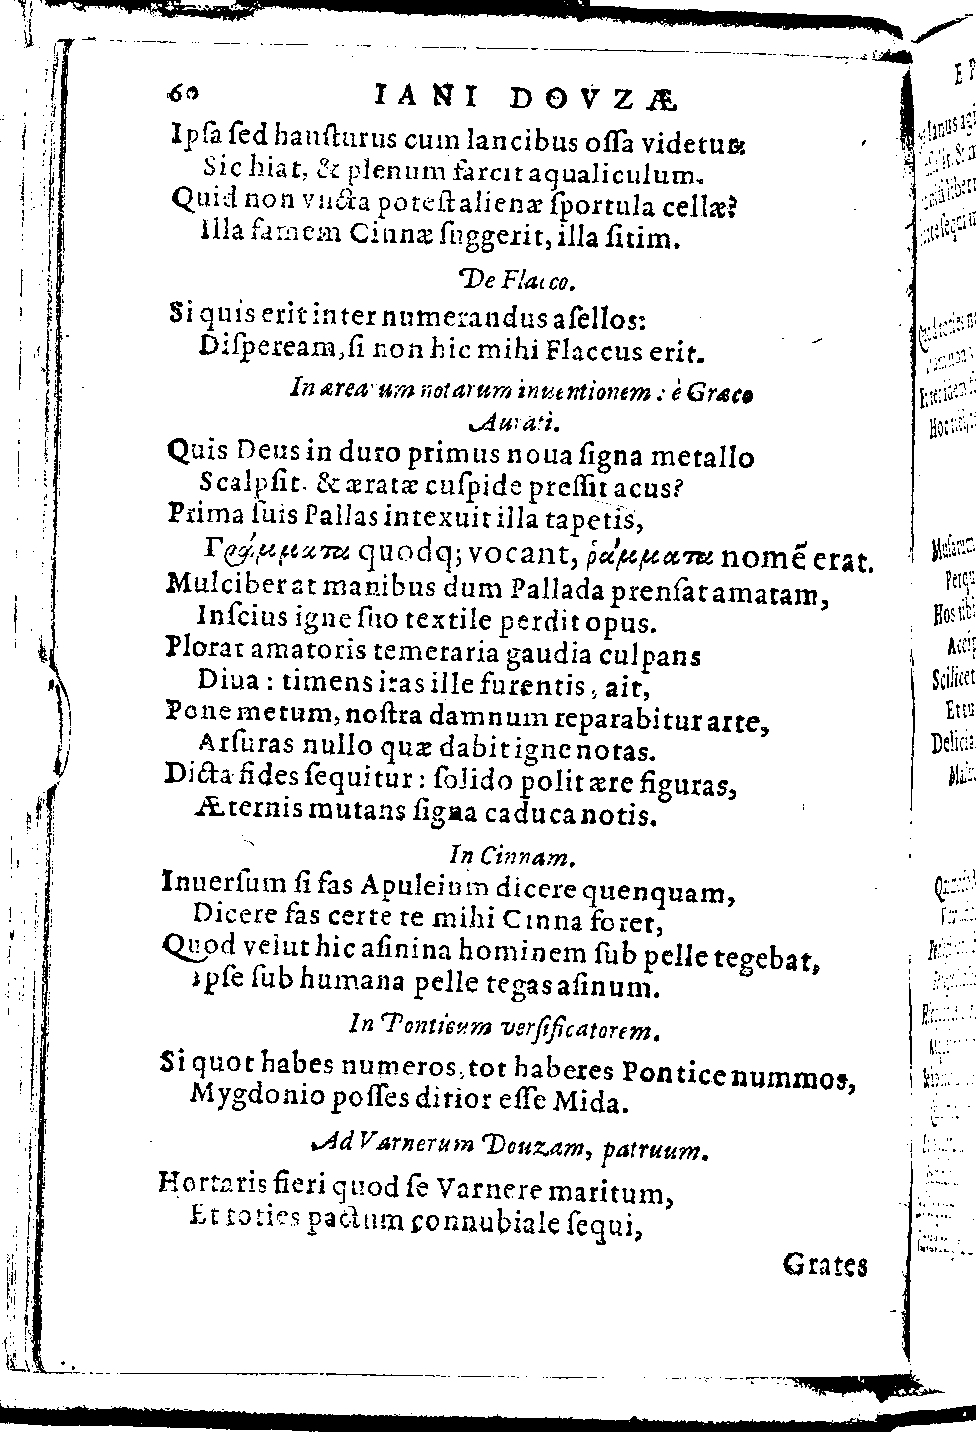 60 IANI DOVZÆ
Ipſa ſed hauſturus cum lancibus oſſa videtur:
Sic hiat, & plenum farcit aqualiculum.
Quid non vncta poteſt alienæ ſportula cellæ?
Illa famem Cinnæ ſuggerit, illa ſitim.
De Flacco.
Si quis erit inter numerandus aſellos:
Diſpeream, ſi non hic mihi Flaccus erit.
In ærearum notarum inuentionem: è Græco
Aurati.
Quis Deus in duro primus noua ſigna metallo
Scalpſit. & æratæ cuſpide preſſit acus?
Prima ſuis Pallas intexuit illa tapetis,
Γράμματα quodq; vocant, ῥάμματα nomẽ erat.
Mulciber at manibus dum Pallada prenſat amatam,
Inſcius igne ſuo textile perdit opus.
Plorat amatoris temeraria gaudia culpans
Diua: timens iras ille furentis, ait,
Pone metum, noſtra damnum reparabitur arte,
Arſuras nullo quæ dabit igne notas.
Dicta fides ſequitur: ſolido polit ære figuras,
Æternis mutans ſigna caduca notis.
In Cinnam.
Inuerſum ſi fas Apuleium dicere quenquam,
Dicere fas certe te mihi Cinna foret,
Quod velut hic aſinina hominem ſub pelle tegebat,
Ipſe ſub humana pelle tegas aſinum.
In Ponticum verſificatorem.
Si quot habes numeros, tot haberes Pontice nummos,
Mygdonio poſſes ditior eſſe Mida.
Ad Varnerum Douzam, patruum.
Hortaris fieri quod ſe Varnere maritum,
Et toties pactum connubiale ſequi,
Grates